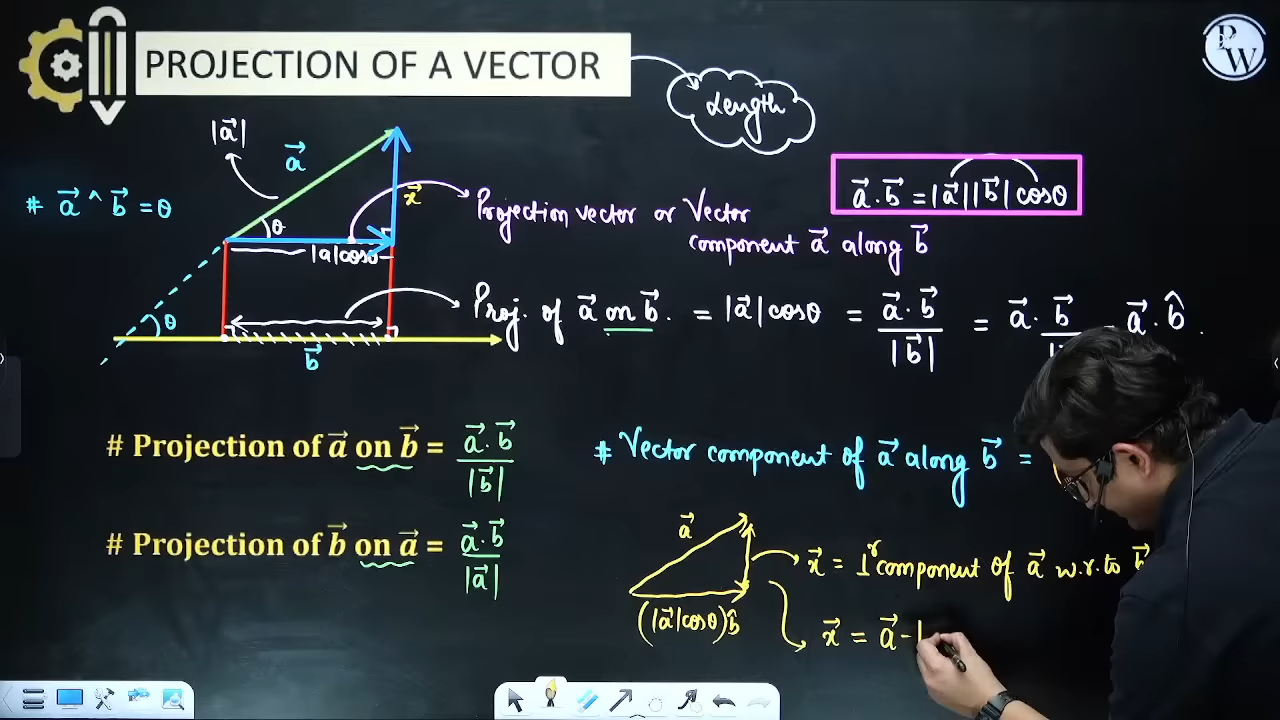 PROJECTION OF A VECTOR
Length
PW
|a⃗|
a⃗
# a⃗ ^ b⃗ = θ
θ
x⃗
|a|cosθ
Projection vector or Vector
component a⃗ along b⃗
a⃗ . b⃗ = |a⃗||b⃗| cosθ
Proj. of a⃗ on b⃗ . = |a⃗|cosθ = a⃗ . b⃗ / |b⃗| = a⃗ . b⃗ / = a⃗ . b̂ .
θ
b⃗
# Projection of a⃗ on b⃗ = a⃗ . b⃗ / |b⃗|
# Vector component of a⃗ along b⃗ =
# Projection of b⃗ on a⃗ = a⃗ . b⃗ / |a⃗|
a⃗
x⃗ = ⊥ʳ component of a⃗ w.r.to b⃗
(|a⃗|cosθ)b̂
x⃗ = a⃗ -